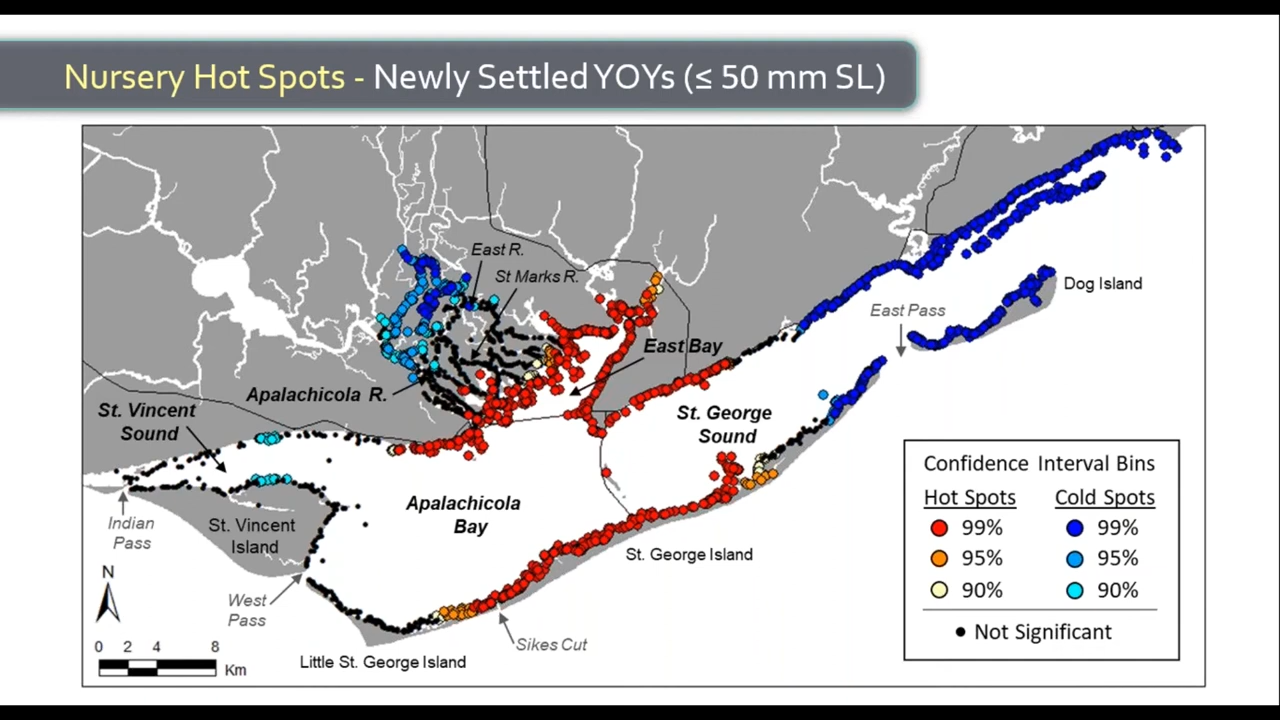 Nursery Hot Spots - Newly Settled YOYs (≤ 50 mm SL)
East R.
St Marks R.
Dog Island
East Pass
East Bay
Apalachicola R.
St. Vincent
Sound
St. George
Sound
Apalachicola
Bay
Indian
Pass
St. Vincent
Island
St. George Island
West
Pass
Sikes Cut
Little St. George Island
N
0 2 4 8
Km
Confidence Interval Bins
Hot Spots Cold Spots
99% 99%
95% 95%
90% 90%
Not Significant